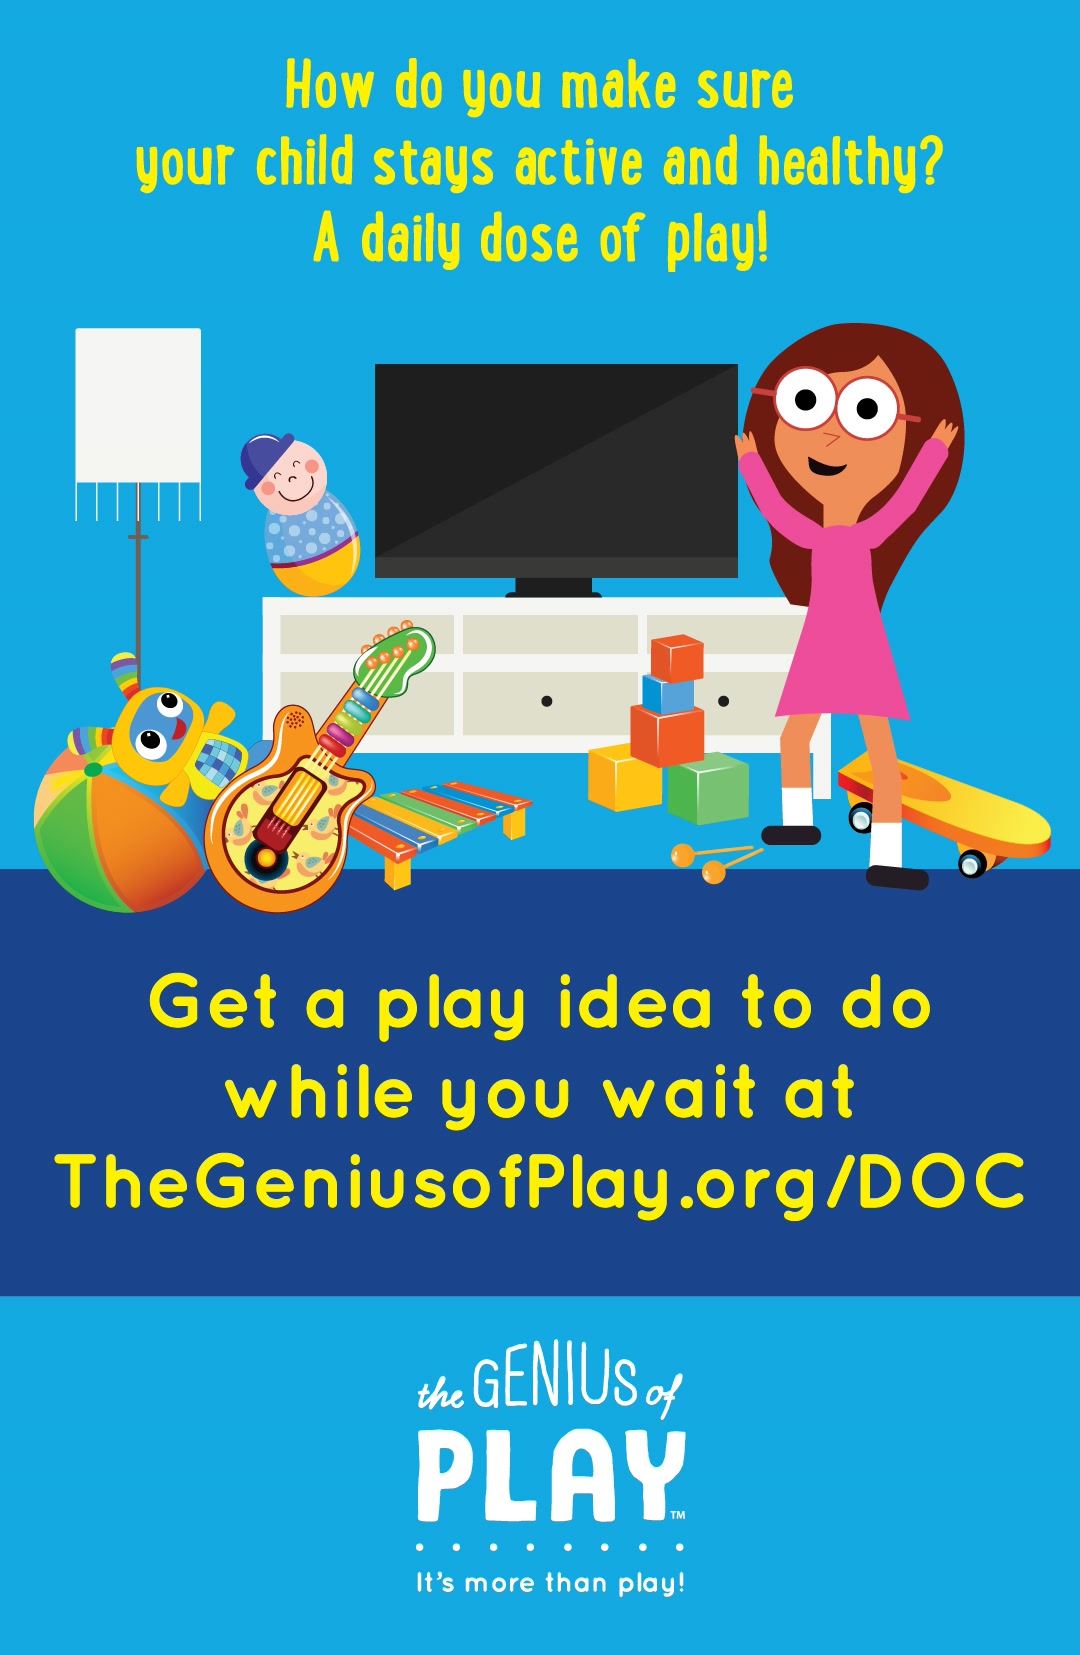 How do you make sure
your child stays active and healthy?
A daily dose of play!
Get a play idea to do
while you wait at
TheGeniusofPlay.org/DOC
the GENIUS of
PLAY™
It's more than play!